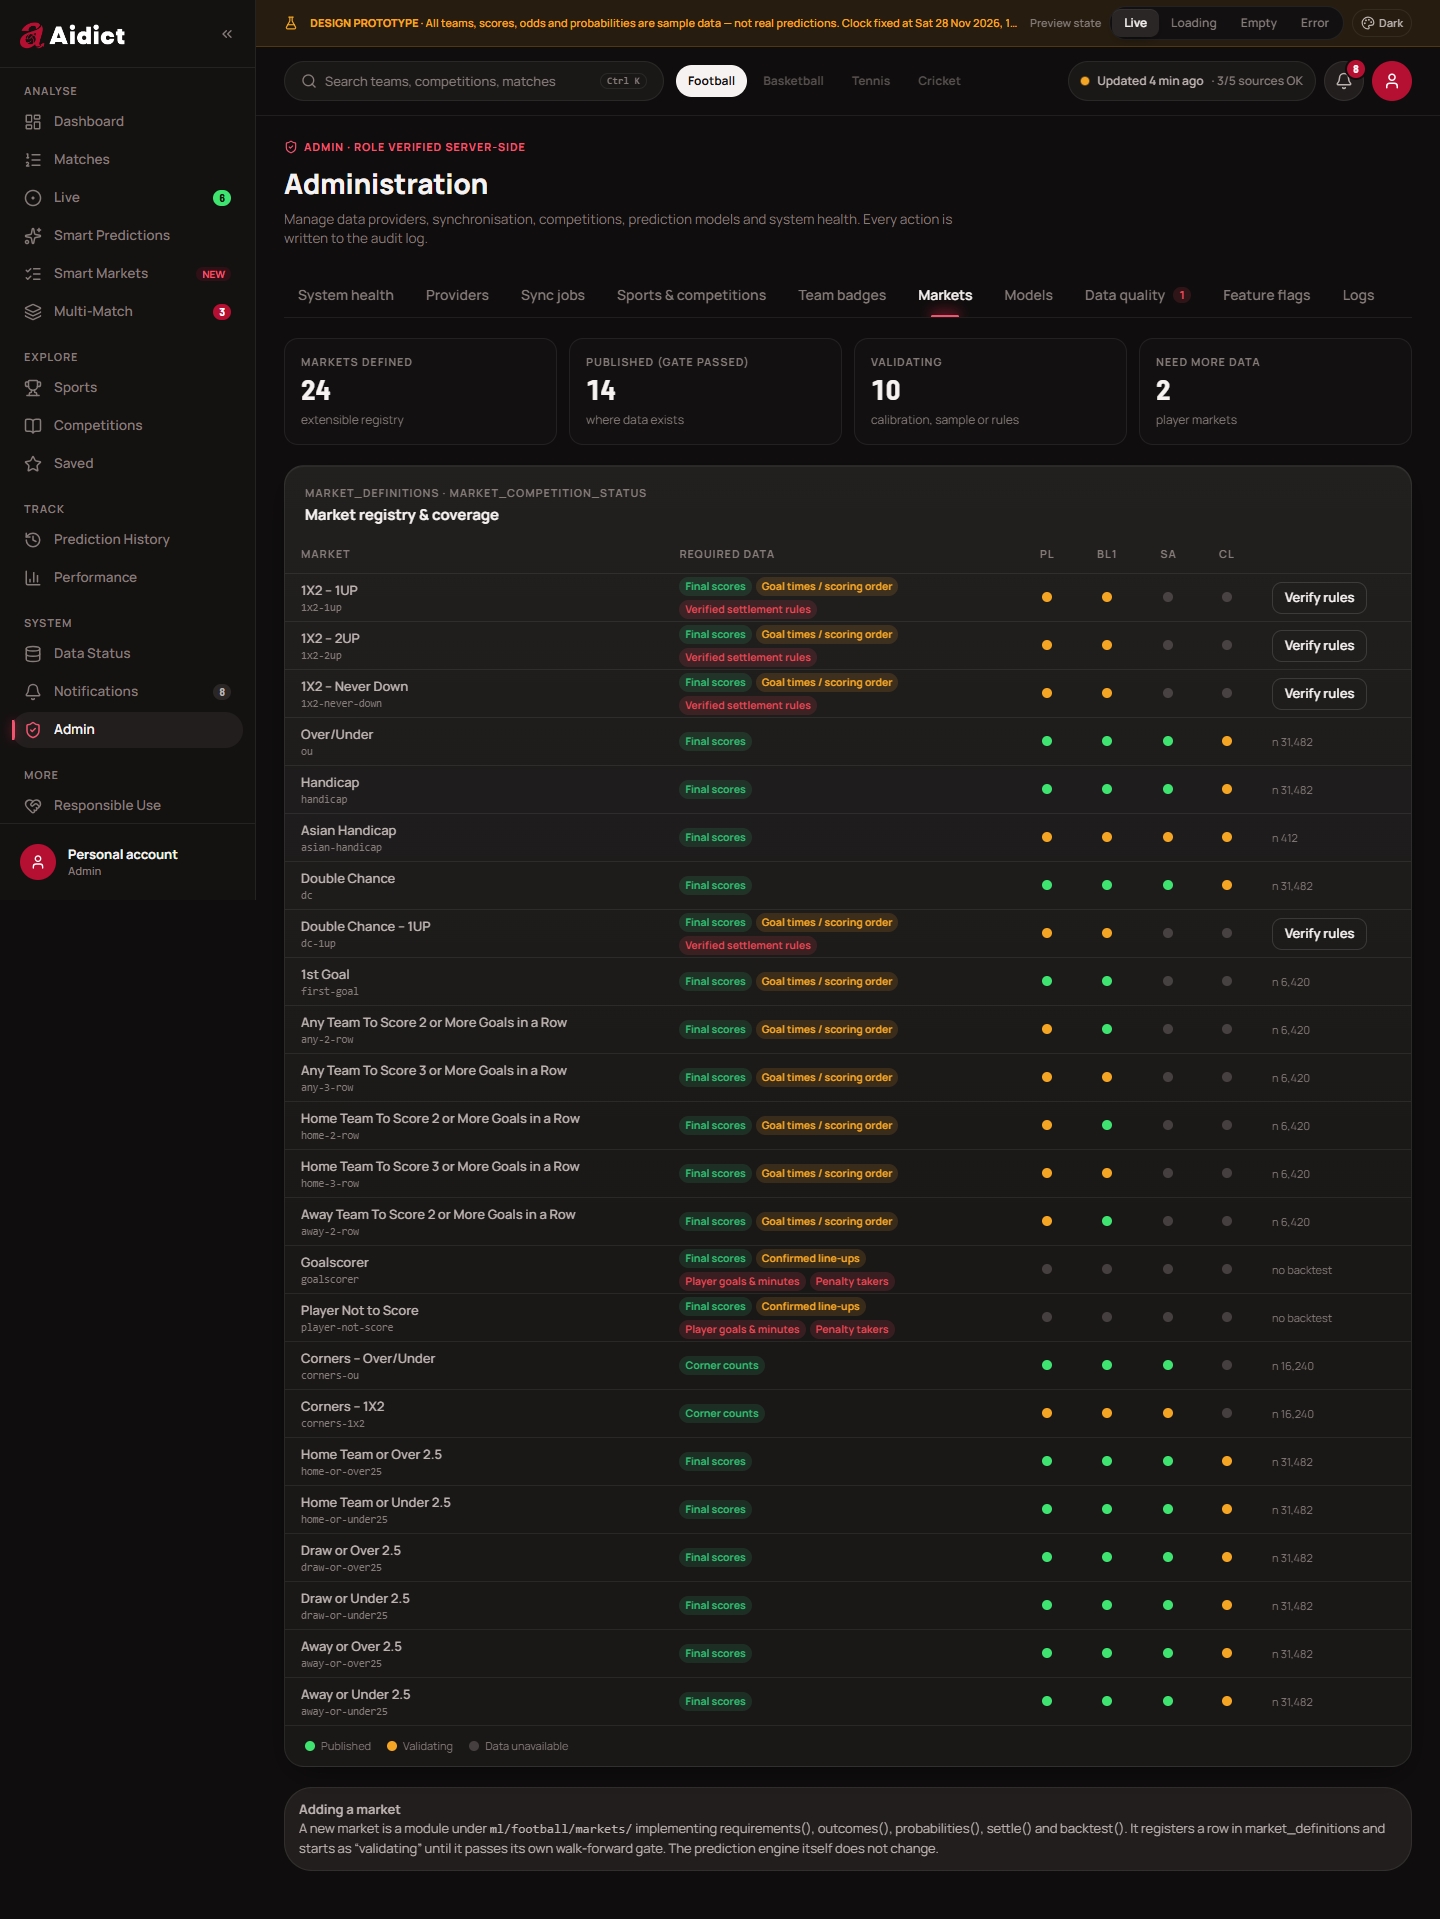 Aidict
ANALYSE
Dashboard
Matches
Live 6
Smart Predictions
Smart Markets NEW
Multi-Match 3
EXPLORE
Sports
Competitions
Saved
TRACK
Prediction History
Performance
SYSTEM
Data Status
Notifications 8
Admin
MORE
Responsible Use
Personal account
Admin
DESIGN PROTOTYPE · All teams, scores, odds and probabilities are sample data — not real predictions. Clock fixed at Sat 28 Nov 2026, 1... Preview state Live Loading Empty Error Dark
Search teams, competitions, matches Ctrl K Football Basketball Tennis Cricket Updated 4 min ago · 3/5 sources OK 8
ADMIN · ROLE VERIFIED SERVER-SIDE
Administration
Manage data providers, synchronisation, competitions, prediction models and system health. Every action is
written to the audit log.
System health Providers Sync jobs Sports & competitions Team badges Markets Models Data quality 1 Feature flags Logs
MARKETS DEFINED
24
extensible registry
PUBLISHED (GATE PASSED)
14
where data exists
VALIDATING
10
calibration, sample or rules
NEED MORE DATA
2
player markets
MARKET_DEFINITIONS · MARKET_COMPETITION_STATUS
Market registry & coverage
MARKET REQUIRED DATA PL BL1 SA CL
1X2 – 1UP Final scores Goal times / scoring order
1x2-1up Verified settlement rules Verify rules
1X2 – 2UP Final scores Goal times / scoring order
1x2-2up Verified settlement rules Verify rules
1X2 – Never Down Final scores Goal times / scoring order
1x2-never-down Verified settlement rules Verify rules
Over/Under Final scores n 31,482
ou
Handicap Final scores n 31,482
handicap
Asian Handicap Final scores n 412
asian-handicap
Double Chance Final scores n 31,482
dc
Double Chance – 1UP Final scores Goal times / scoring order
dc-1up Verified settlement rules Verify rules
1st Goal Final scores Goal times / scoring order n 6,420
first-goal
Any Team To Score 2 or More Goals in a Row Final scores Goal times / scoring order n 6,420
any-2-row
Any Team To Score 3 or More Goals in a Row Final scores Goal times / scoring order n 6,420
any-3-row
Home Team To Score 2 or More Goals in a Row Final scores Goal times / scoring order n 6,420
home-2-row
Home Team To Score 3 or More Goals in a Row Final scores Goal times / scoring order n 6,420
home-3-row
Away Team To Score 2 or More Goals in a Row Final scores Goal times / scoring order n 6,420
away-2-row
Goalscorer Final scores Confirmed line-ups
goalscorer Player goals & minutes Penalty takers no backtest
Player Not to Score Final scores Confirmed line-ups
player-not-score Player goals & minutes Penalty takers no backtest
Corners – Over/Under Corner counts n 16,240
corners-ou
Corners – 1X2 Corner counts n 16,240
corners-1x2
Home Team or Over 2.5 Final scores n 31,482
home-or-over25
Home Team or Under 2.5 Final scores n 31,482
home-or-under25
Draw or Over 2.5 Final scores n 31,482
draw-or-over25
Draw or Under 2.5 Final scores n 31,482
draw-or-under25
Away or Over 2.5 Final scores n 31,482
away-or-over25
Away or Under 2.5 Final scores n 31,482
away-or-under25
Published Validating Data unavailable
Adding a market
A new market is a module under ml/football/markets/ implementing requirements(), outcomes(), probabilities(), settle() and backtest(). It registers a row in market_definitions and
starts as “validating” until it passes its own walk-forward gate. The prediction engine itself does not change.